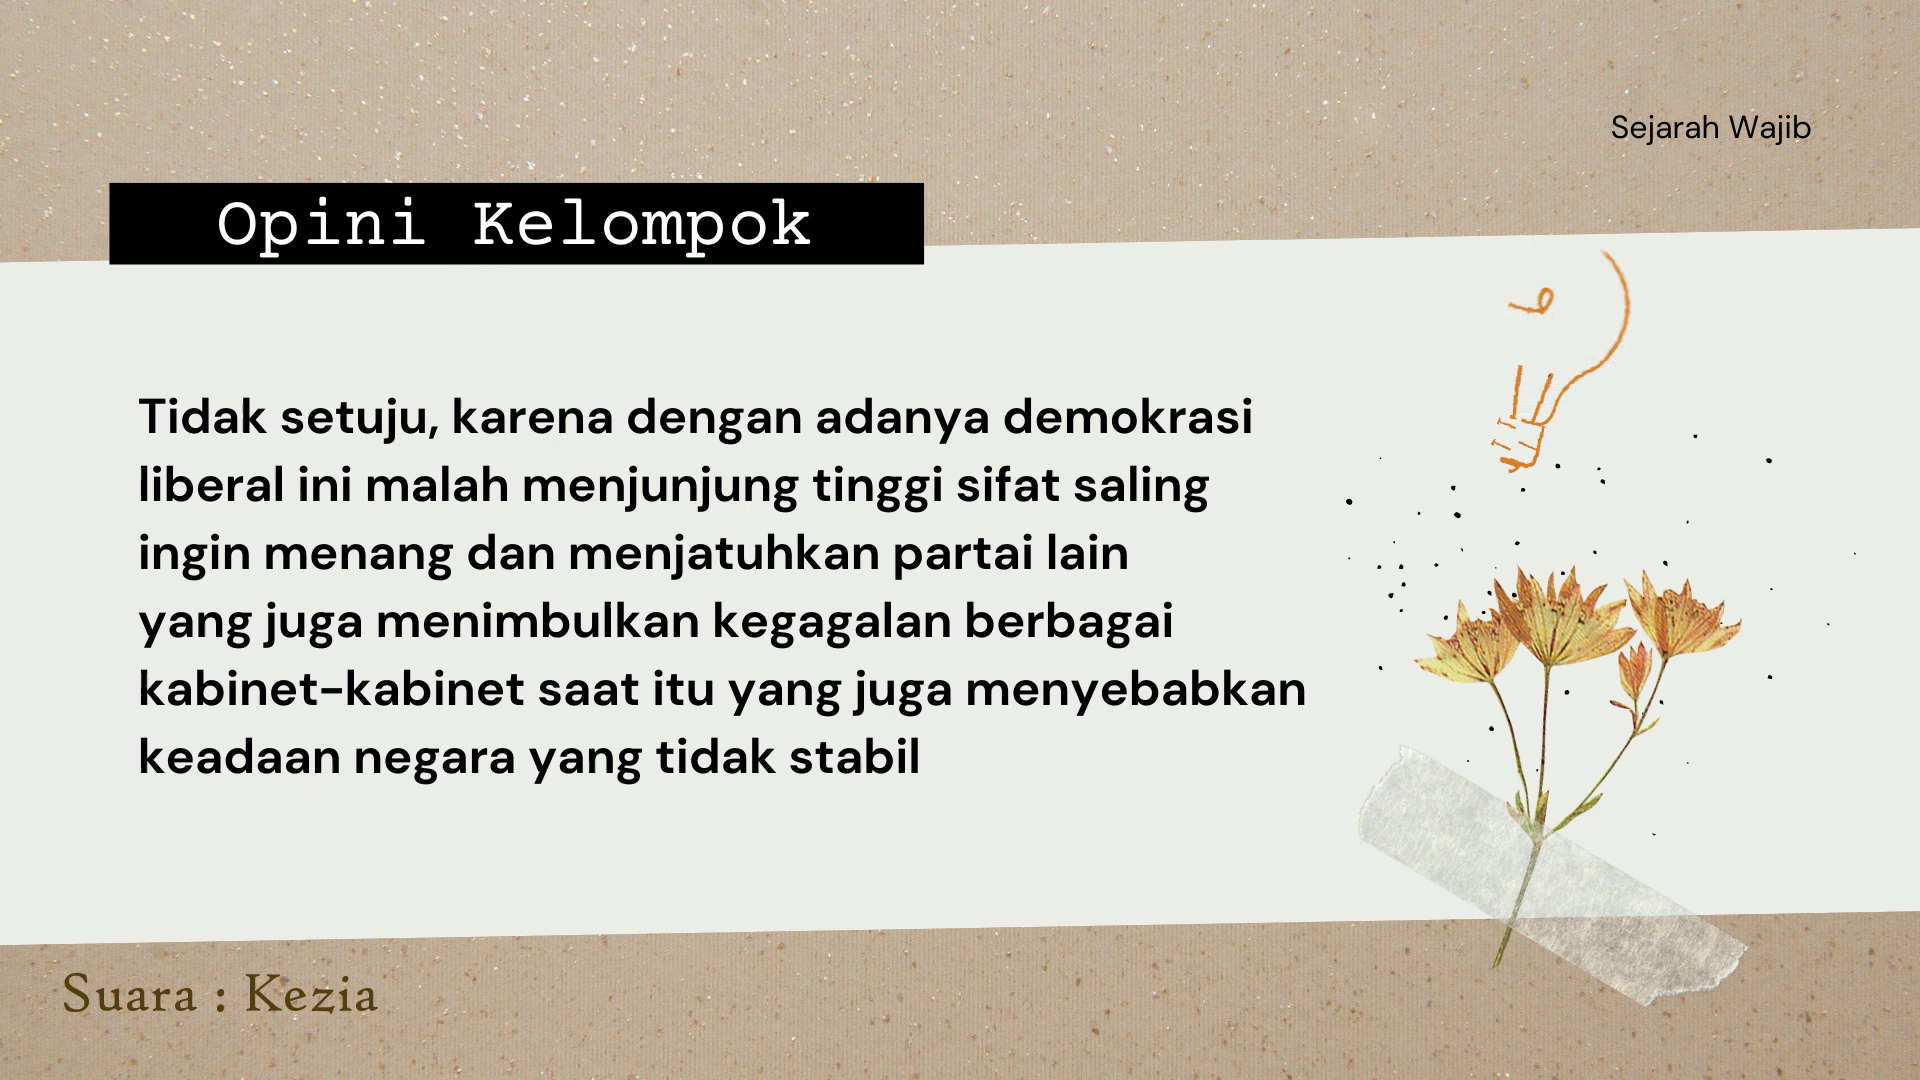 Sejarah Wajib
Opini Kelompok
Tidak setuju, karena dengan adanya demokrasi
liberal ini malah menjunjung tinggi sifat saling
ingin menang dan menjatuhkan partai lain
yang juga menimbulkan kegagalan berbagai
kabinet-kabinet saat itu yang juga menyebabkan
keadaan negara yang tidak stabil
Suara : Kezia